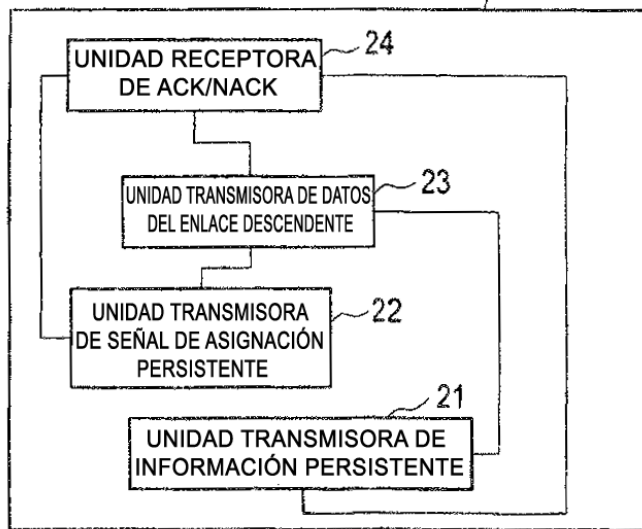 24
UNIDAD RECEPTORA
DE ACK/NACK
23
UNIDAD TRANSMISORA DE DATOS
DEL ENLACE DESCENDENTE
UNIDAD TRANSMISORA
DE SEÑAL DE ASIGNACIÓN
PERSISTENTE
22
21
UNIDAD TRANSMISORA DE
INFORMACIÓN PERSISTENTE